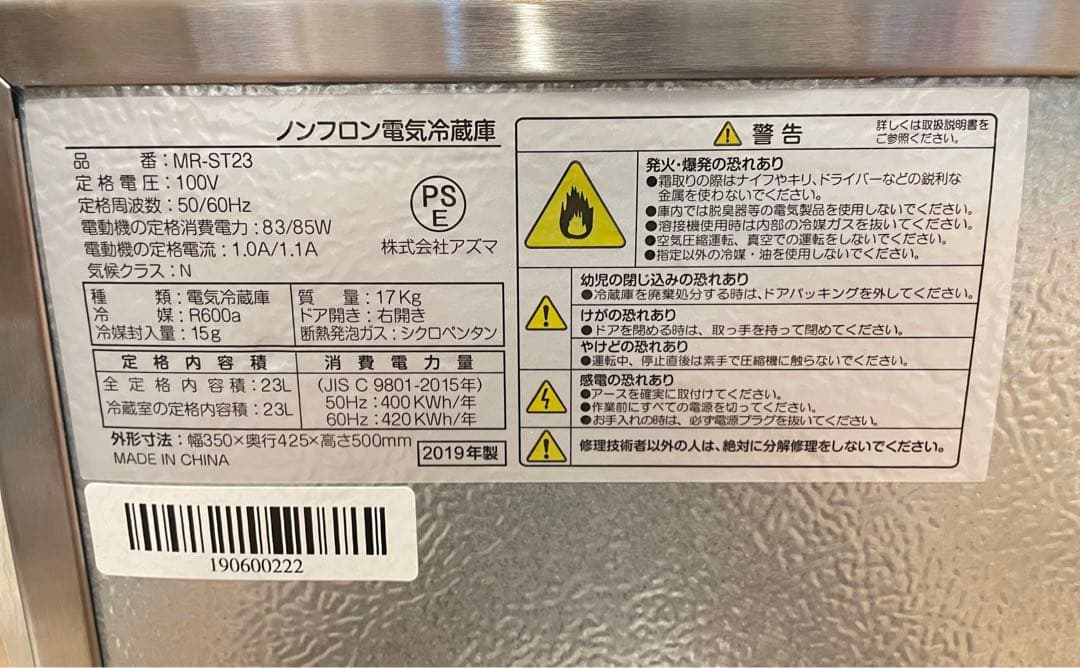 ノンフロン電気冷蔵庫
品番：MR-ST23
定格電圧：100V
定格周波数：50/60Hz
電動機の定格消費電力：83/85W
電動機の定格電流：1.0A/1.1A
気候クラス：N
PS
E
株式会社アズマ
種類：電気冷蔵庫
冷媒：R600a
冷媒封入量：15g
質量：17Kg
ドア開き：右開き
断熱発泡ガス：シクロペンタン
定格内容積
全定格内容積：23L
冷蔵室の定格内容積：23L
消費電力量
(JIS C 9801-2015年)
50Hz：400KWh/年
60Hz：420KWh/年
外形寸法：幅350×奥行425×高さ500mm
MADE IN CHINA
2019年製
警告
詳しくは取扱説明書を
ご参照ください。
発火・爆発の恐れあり
●霜取りの際はナイフやキリ、ドライバーなどの鋭利な
金属を使わないでください。
●庫内では脱臭器等の電気製品を使用しないでください。
●溶接機使用時は内部の冷媒ガスを抜いてください。
●空気圧縮運転、真空での運転をしないでください。
●指定以外の冷媒・油を使用しないでください。
幼児の閉じ込みの恐れあり
●冷蔵庫を廃棄処分する時は、ドアパッキングを外してください。
けがの恐れあり
●ドアを閉める時は、取っ手を持って閉めてください。
やけどの恐れあり
●運転中、停止直後は素手で圧縮機に触らないでください。
感電の恐れあり
●アースを確実に取付けてください。
●作業前にすべての電源を切ってください。
●お手入れの時は、必ず電源プラグを抜いてください。
修理技術者以外の人は、絶対に分解修理をしないでください。
190600222